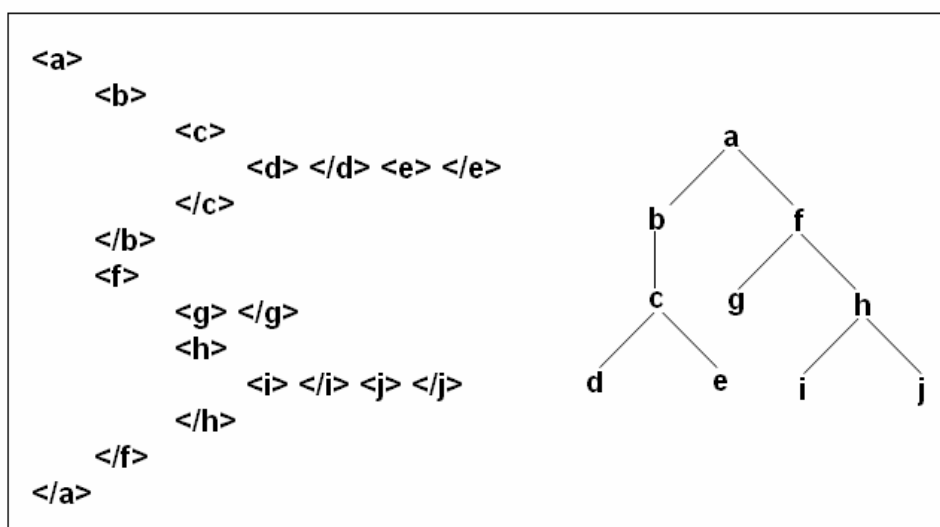 <a>
<b>
<c>
<d> </d> <e> </e>
</c>
</b>
<f>
<g> </g>
<h>
<i> </i> <j> </j>
</h>
</f>
</a>
a
b f
c g h
d e i j